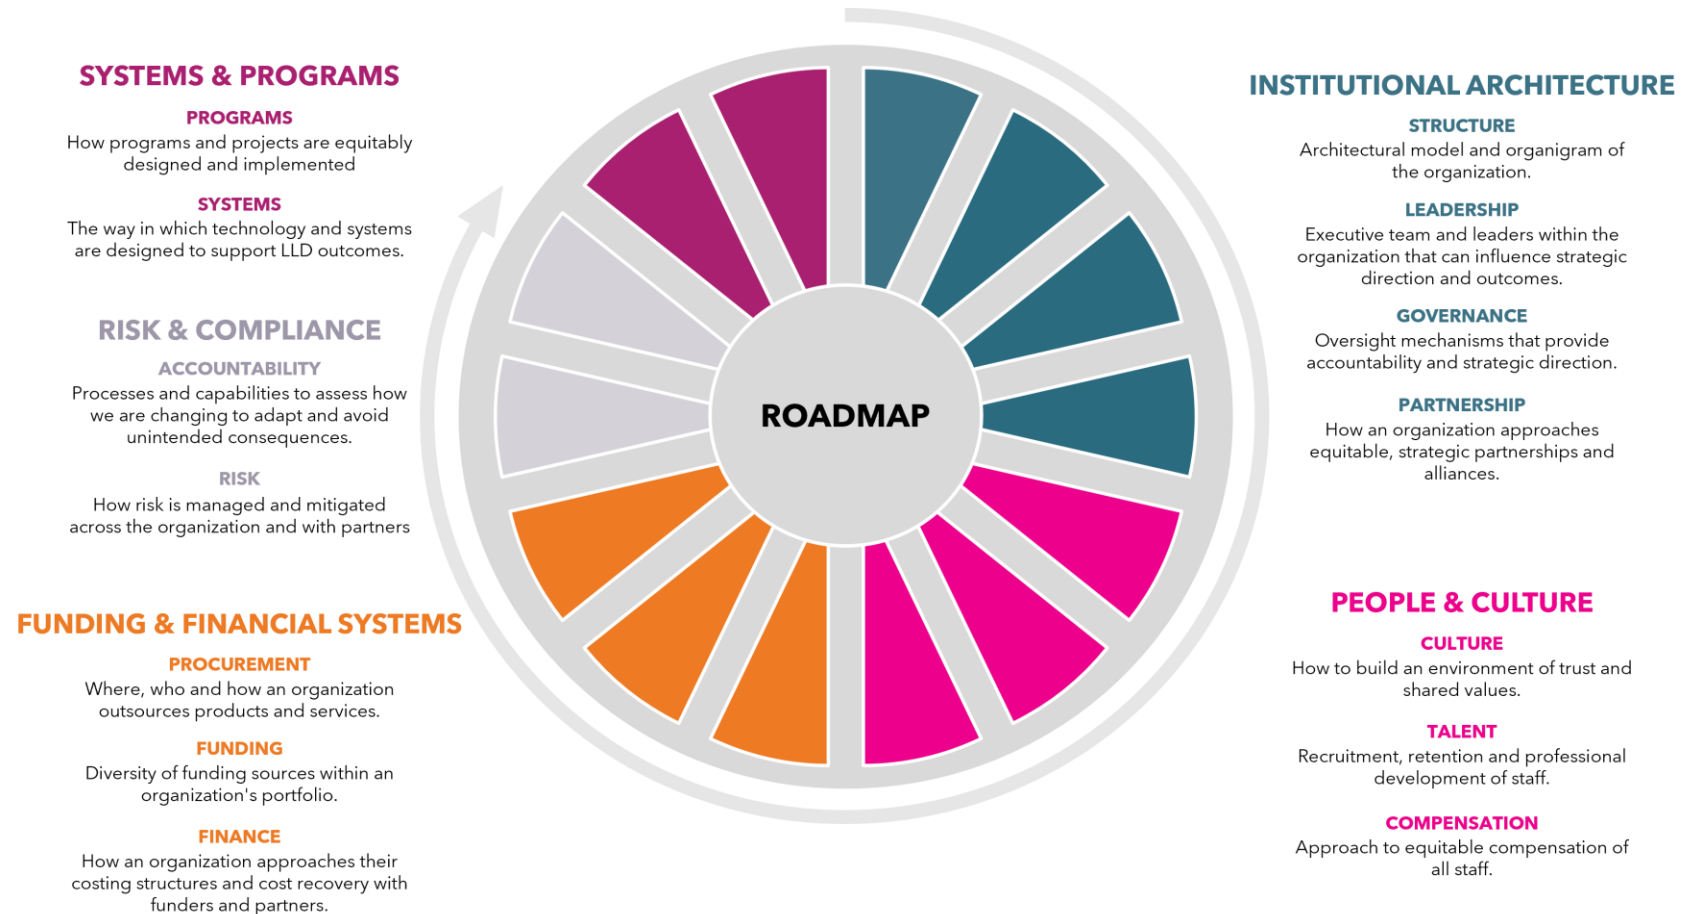 SYSTEMS & PROGRAMS
PROGRAMS
How programs and projects are equitably
designed and implemented
SYSTEMS
The way in which technology and systems
are designed to support LLD outcomes.
RISK & COMPLIANCE
ACCOUNTABILITY
Processes and capabilities to assess how
we are changing to adapt and avoid
unintended consequences.
RISK
How risk is managed and mitigated
across the organization and with partners
FUNDING & FINANCIAL SYSTEMS
PROCUREMENT
Where, who and how an organization
outsources products and services.
FUNDING
Diversity of funding sources within an
organization's portfolio.
FINANCE
How an organization approaches their
costing structures and cost recovery with
funders and partners.
ROADMAP
INSTITUTIONAL ARCHITECTURE
STRUCTURE
Architectural model and organigram of
the organization.
LEADERSHIP
Executive team and leaders within the
organization that can influence strategic
direction and outcomes.
GOVERNANCE
Oversight mechanisms that provide
accountability and strategic direction.
PARTNERSHIP
How an organization approaches
equitable, strategic partnerships and
alliances.
PEOPLE & CULTURE
CULTURE
How to build an environment of trust and
shared values.
TALENT
Recruitment, retention and professional
development of staff.
COMPENSATION
Approach to equitable compensation of
all staff.